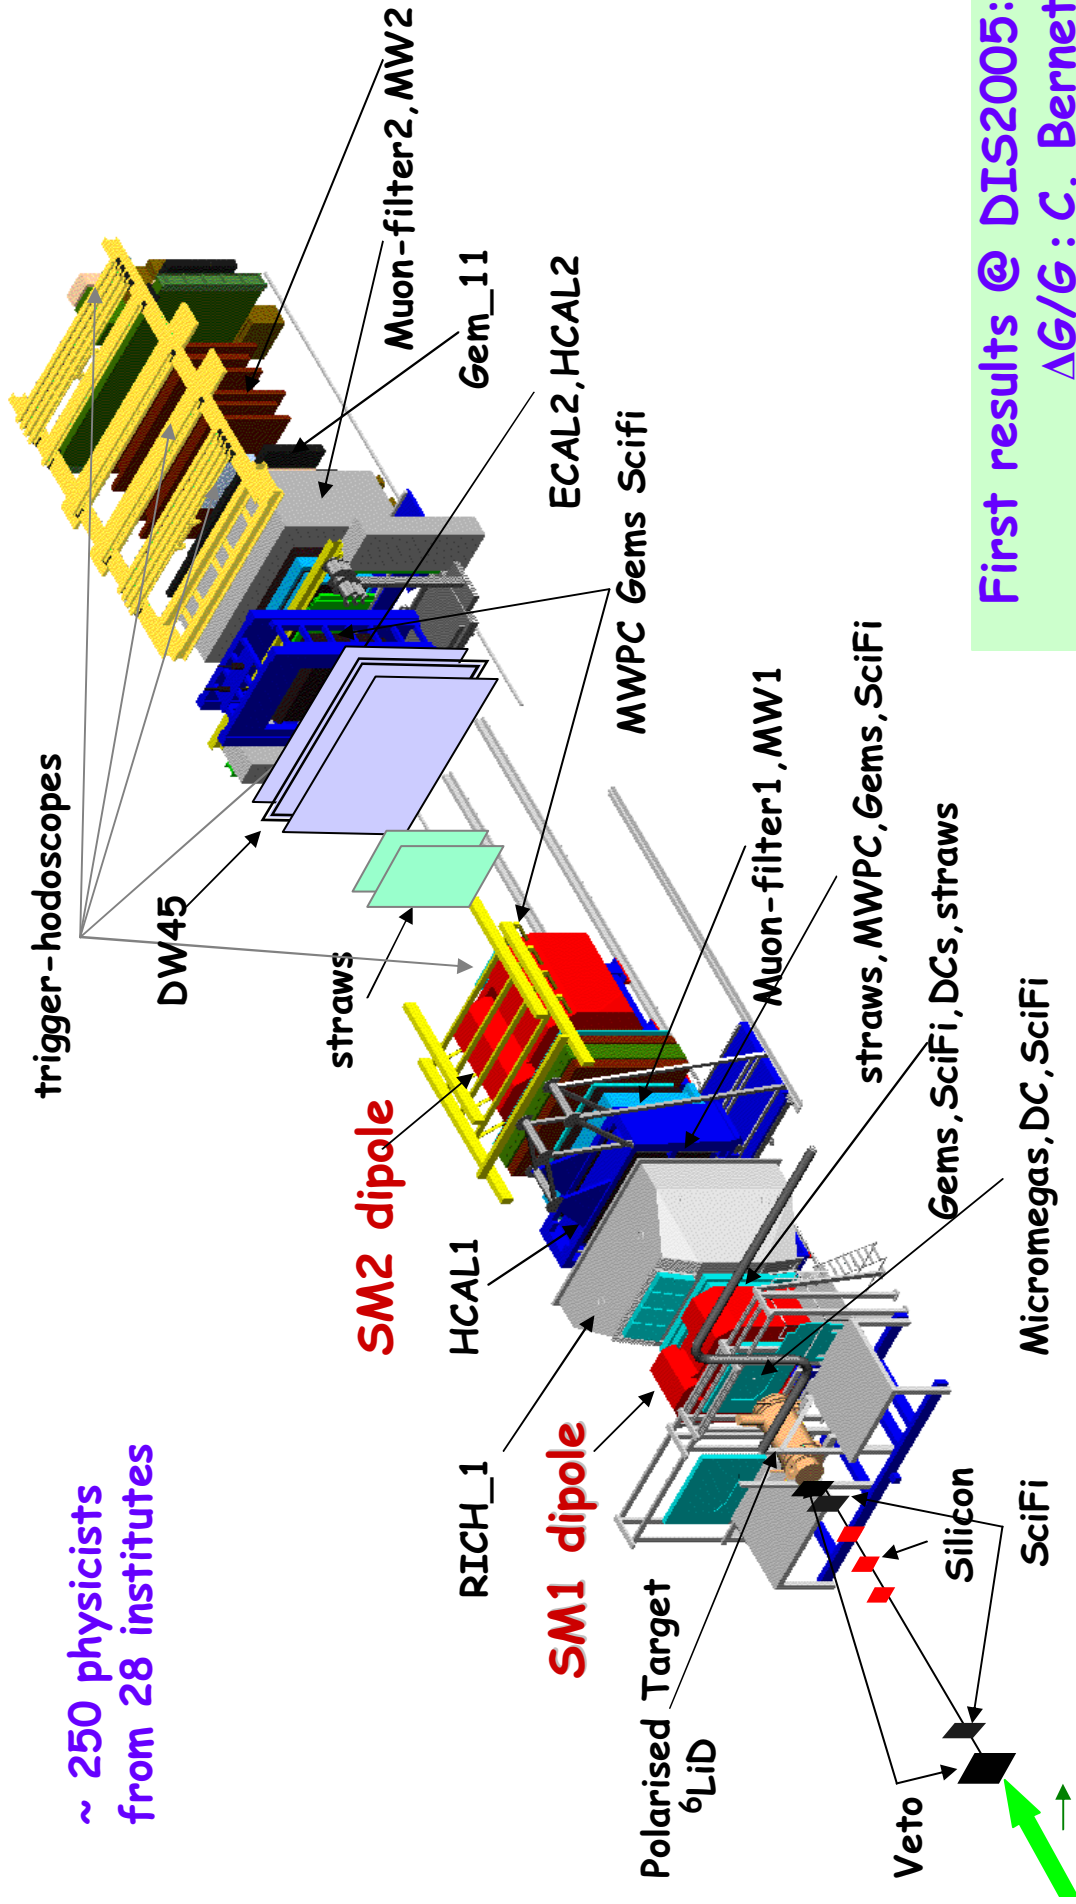 ~ 250 physicists
from 28 institutes
trigger-hodoscopes
DW45
straws
SM2 dipole
HCAL1
RICH_1
SM1 dipole
Polarised Target
⁶LiD
Veto
Silicon
SciFi
Micromegas,DC,SciFi
Gems,SciFi,DCs,straws
straws,MWPC,Gems,SciFi
Muon-filter1,MW1
MWPC Gems Scifi
ECAL2,HCAL2
Gem_11
Muon-filter2,MW2
First results @ DIS2005:
ΔG/G : C. Bernet